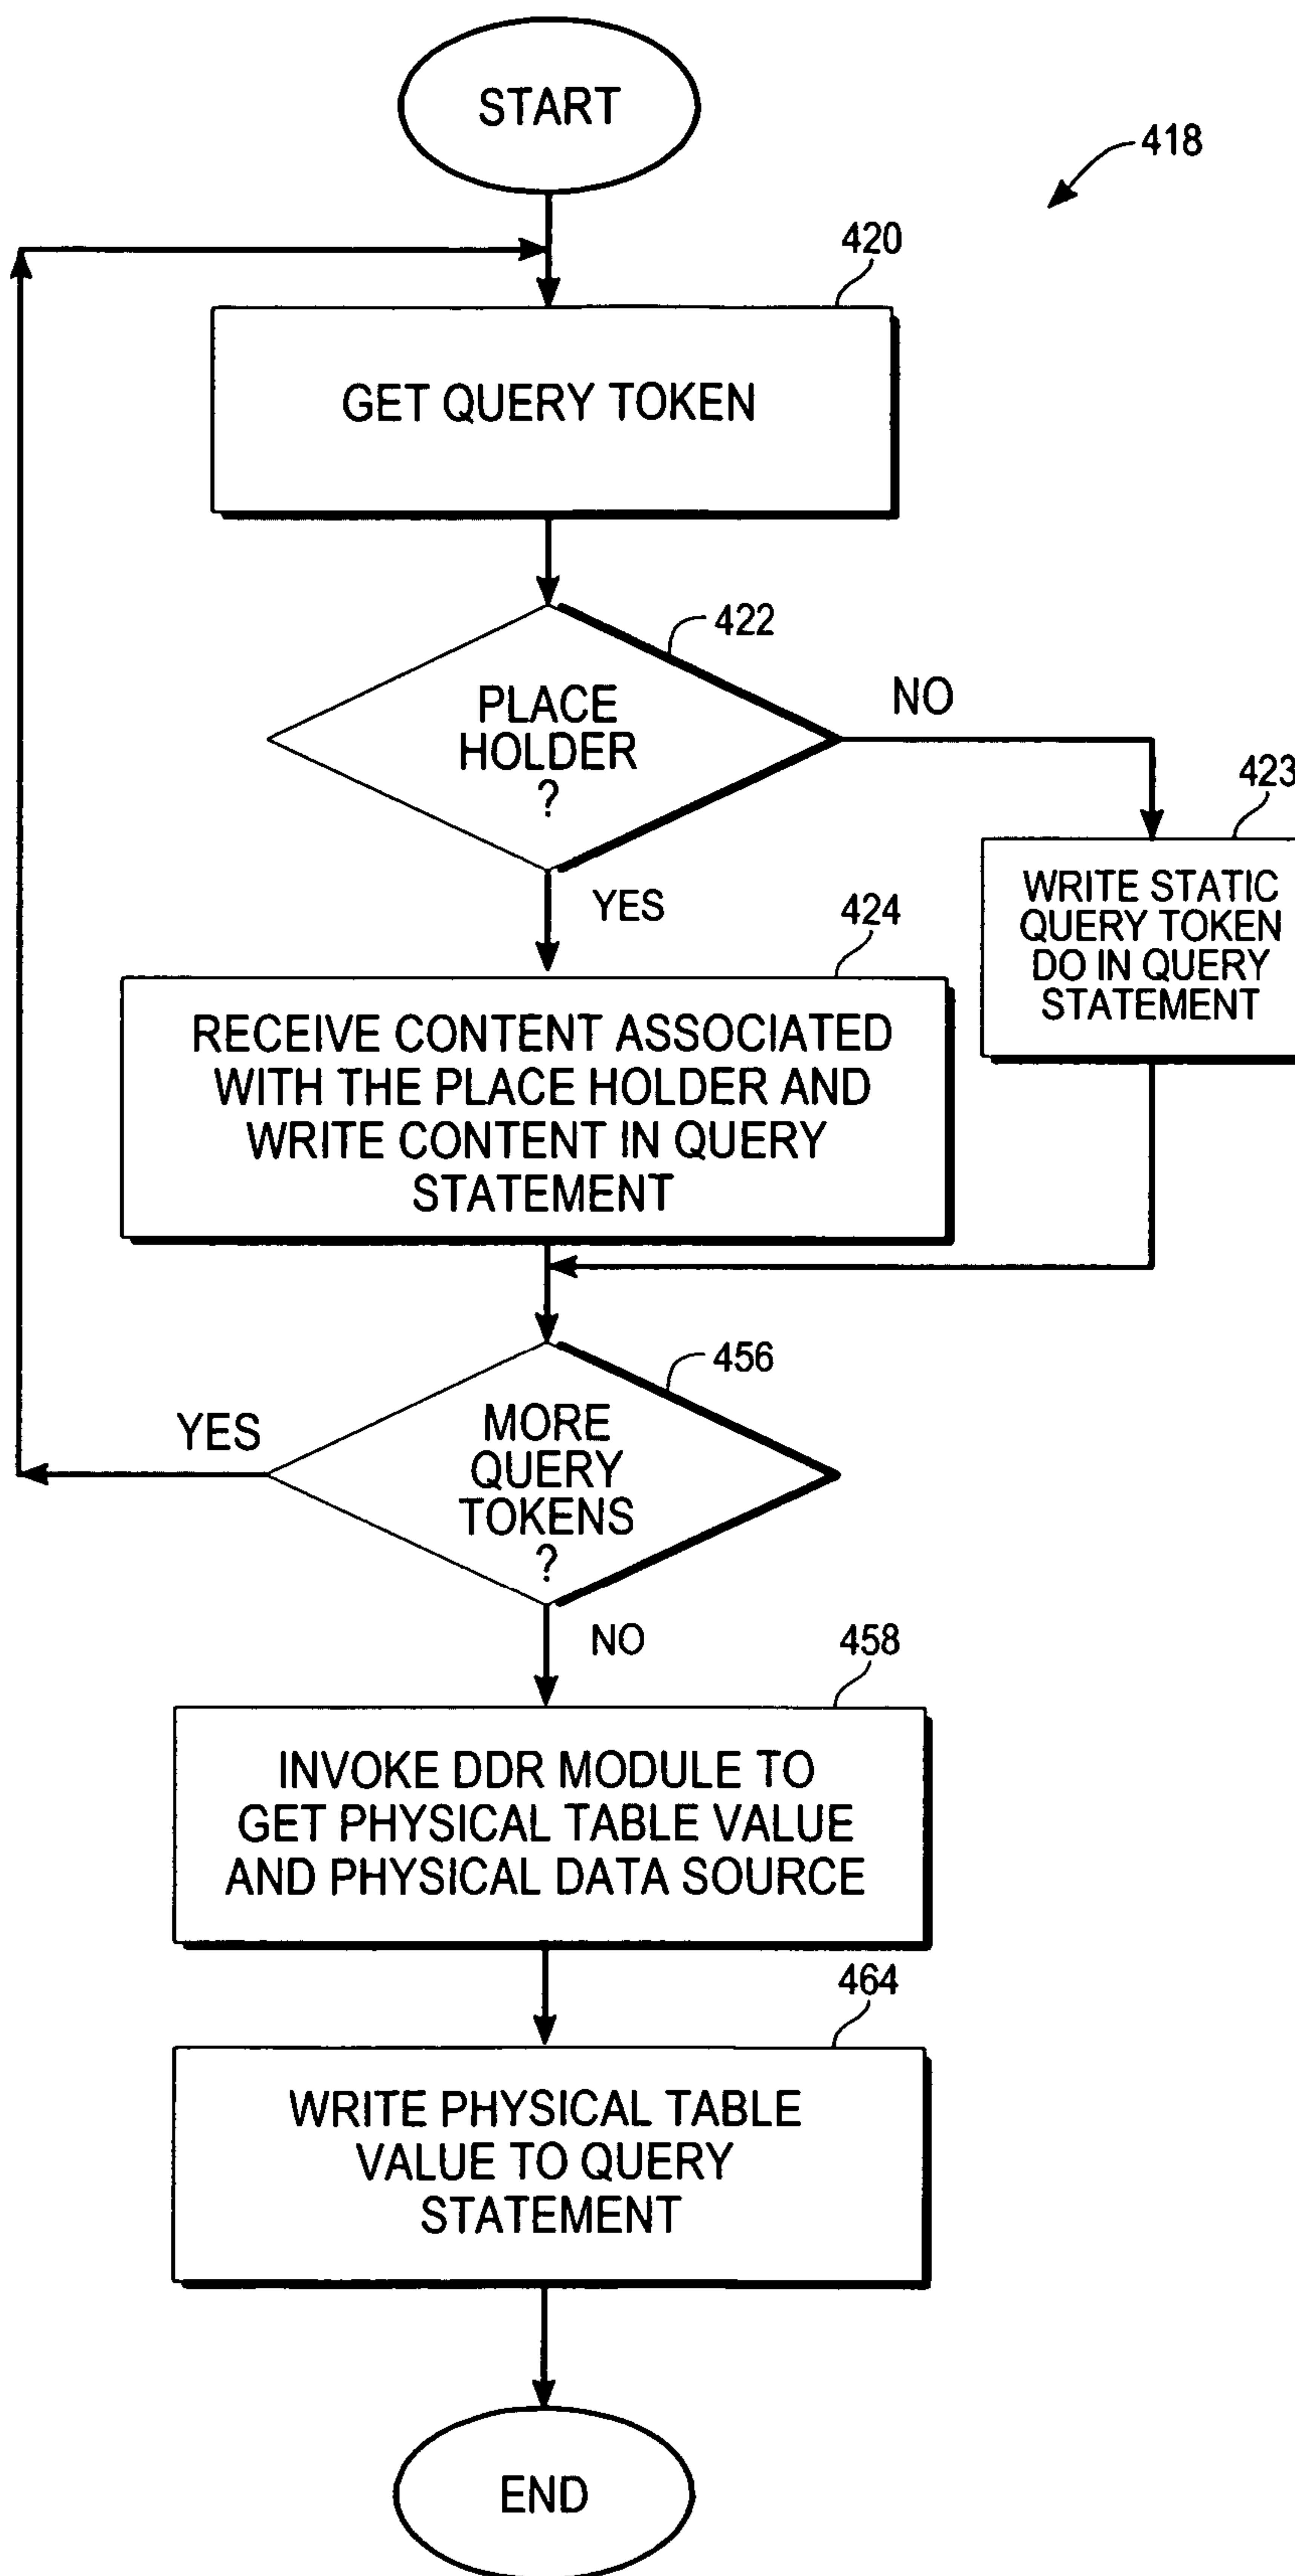 START
418
420
GET QUERY TOKEN
422
PLACE
HOLDER
?
NO
423
WRITE STATIC
QUERY TOKEN
DO IN QUERY
STATEMENT
YES
424
RECEIVE CONTENT ASSOCIATED
WITH THE PLACE HOLDER AND
WRITE CONTENT IN QUERY
STATEMENT
456
YES
MORE
QUERY
TOKENS
?
NO
458
INVOKE DDR MODULE TO
GET PHYSICAL TABLE VALUE
AND PHYSICAL DATA SOURCE
464
WRITE PHYSICAL TABLE
VALUE TO QUERY
STATEMENT
END